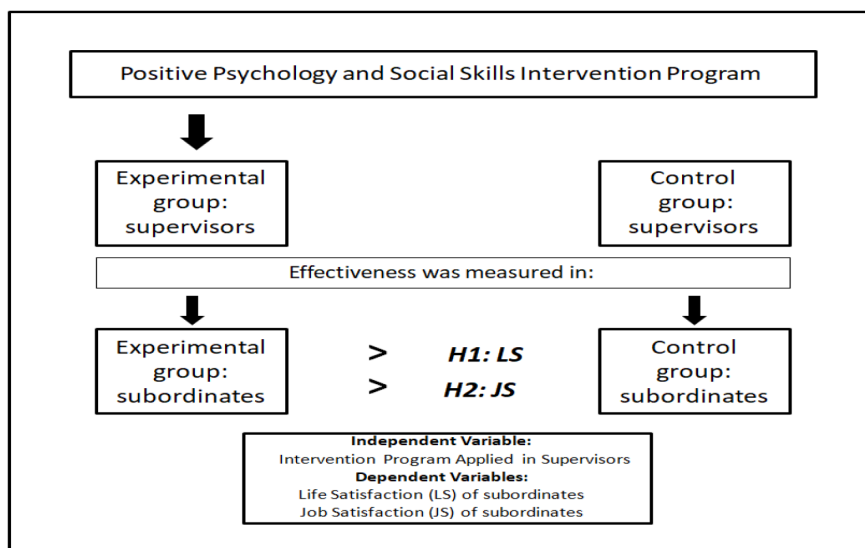 Positive Psychology and Social Skills Intervention Program
Experimental
group:
supervisors
Control
group:
supervisors
Effectiveness was measured in:
Experimental
group:
subordinates
> H1: LS
> H2: JS
Control
group:
subordinates
Independent Variable:
Intervention Program Applied in Supervisors
Dependent Variables:
Life Satisfaction (LS) of subordinates
Job Satisfaction (JS) of subordinates